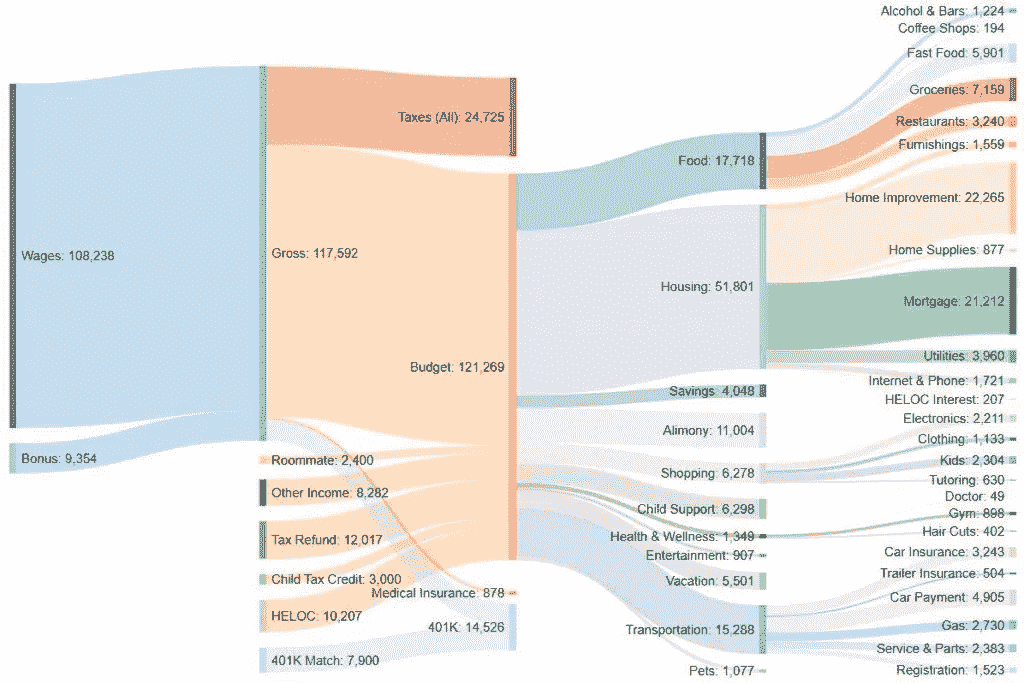 Wages: 108,238
Bonus: 9,354
Gross: 117,592
Roommate: 2,400
Other Income: 8,282
Tax Refund: 12,017
Child Tax Credit: 3,000
HELOC: 10,207
401K Match: 7,900
Taxes (All): 24,725
Budget: 121,269
Medical Insurance: 878
401K: 14,526
Food: 17,718
Housing: 51,801
Savings: 4,048
Alimony: 11,004
Shopping: 6,278
Child Support: 6,298
Health & Wellness: 1,349
Entertainment: 907
Vacation: 5,501
Transportation: 15,288
Pets: 1,077
Alcohol & Bars: 1,224
Coffee Shops: 194
Fast Food: 5,901
Groceries: 7,159
Restaurants: 3,240
Furnishings: 1,559
Home Improvement: 22,265
Home Supplies: 877
Mortgage: 21,212
Utilities: 3,960
Internet & Phone: 1,721
HELOC Interest: 207
Electronics: 2,211
Clothing: 1,133
Kids: 2,304
Tutoring: 630
Doctor: 49
Gym: 898
Hair Cuts: 402
Car Insurance: 3,243
Trailer Insurance: 504
Car Payment: 4,905
Gas: 2,730
Service & Parts: 2,383
Registration: 1,523